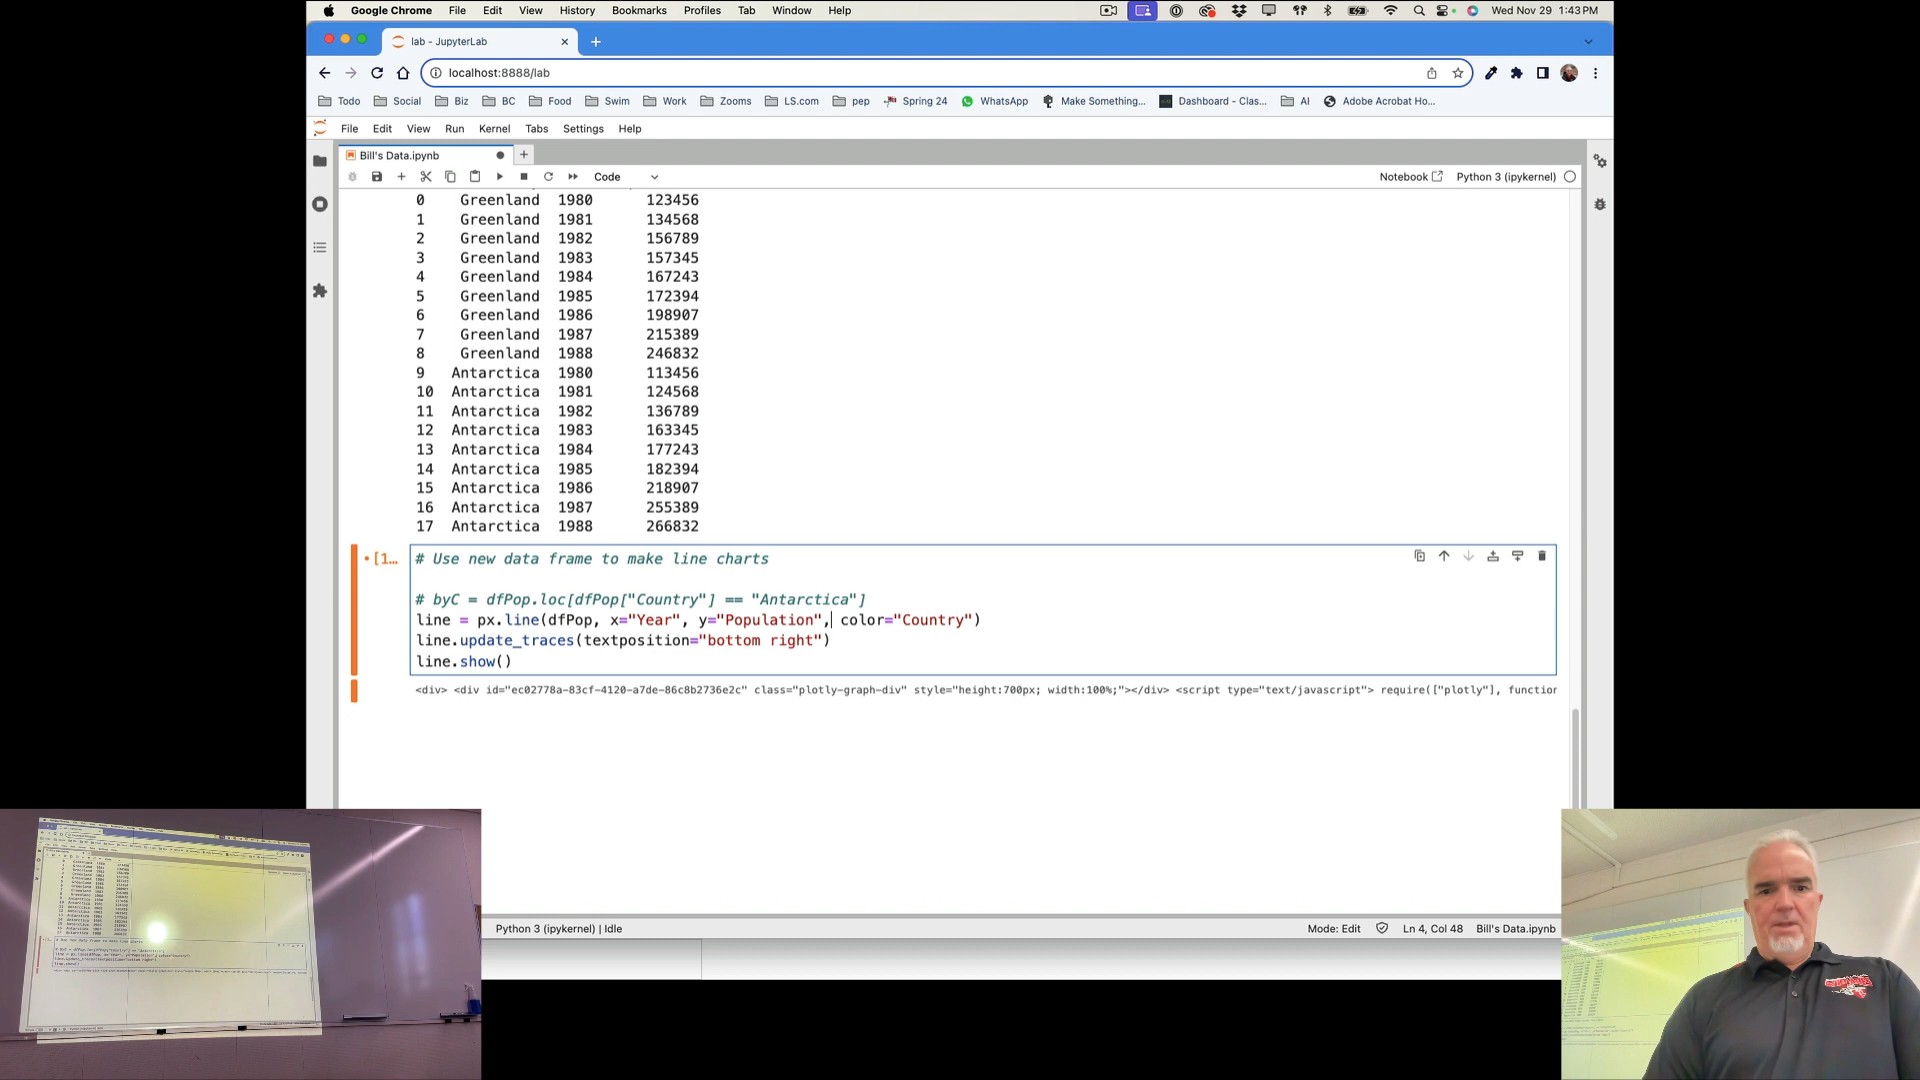 Google Chrome File Edit View History Bookmarks Profiles Tab Window Help Wed Nov 29 1:43 PM
lab - JupyterLab
localhost:8888/lab
Todo Social Biz BC Food Swim Work Zooms LS.com pep Spring 24 WhatsApp Make Something... Dashboard - Clas... AI Adobe Acrobat Ho...
File Edit View Run Kernel Tabs Settings Help
Bill's Data.ipynb
Code Notebook Python 3 (ipykernel)
0 Greenland 1980 123456
1 Greenland 1981 134568
2 Greenland 1982 156789
3 Greenland 1983 157345
4 Greenland 1984 167243
5 Greenland 1985 172394
6 Greenland 1986 198907
7 Greenland 1987 215389
8 Greenland 1988 246832
9 Antarctica 1980 113456
10 Antarctica 1981 124568
11 Antarctica 1982 136789
12 Antarctica 1983 163345
13 Antarctica 1984 177243
14 Antarctica 1985 182394
15 Antarctica 1986 218907
16 Antarctica 1987 255389
17 Antarctica 1988 266832
[1... # Use new data frame to make line charts
# byC = dfPop.loc[dfPop["Country"] == "Antarctica"]
line = px.line(dfPop, x="Year", y="Population", color="Country")
line.update_traces(textposition="bottom right")
line.show()
<div> <div id="ec02778a-83cf-4120-a7de-86c8b2736e2c" class="plotly-graph-div" style="height:700px; width:100%;"></div> <script type="text/javascript"> require(["plotly"], function
Python 3 (ipykernel) | Idle Mode: Edit Ln 4, Col 48 Bill's Data.ipynb